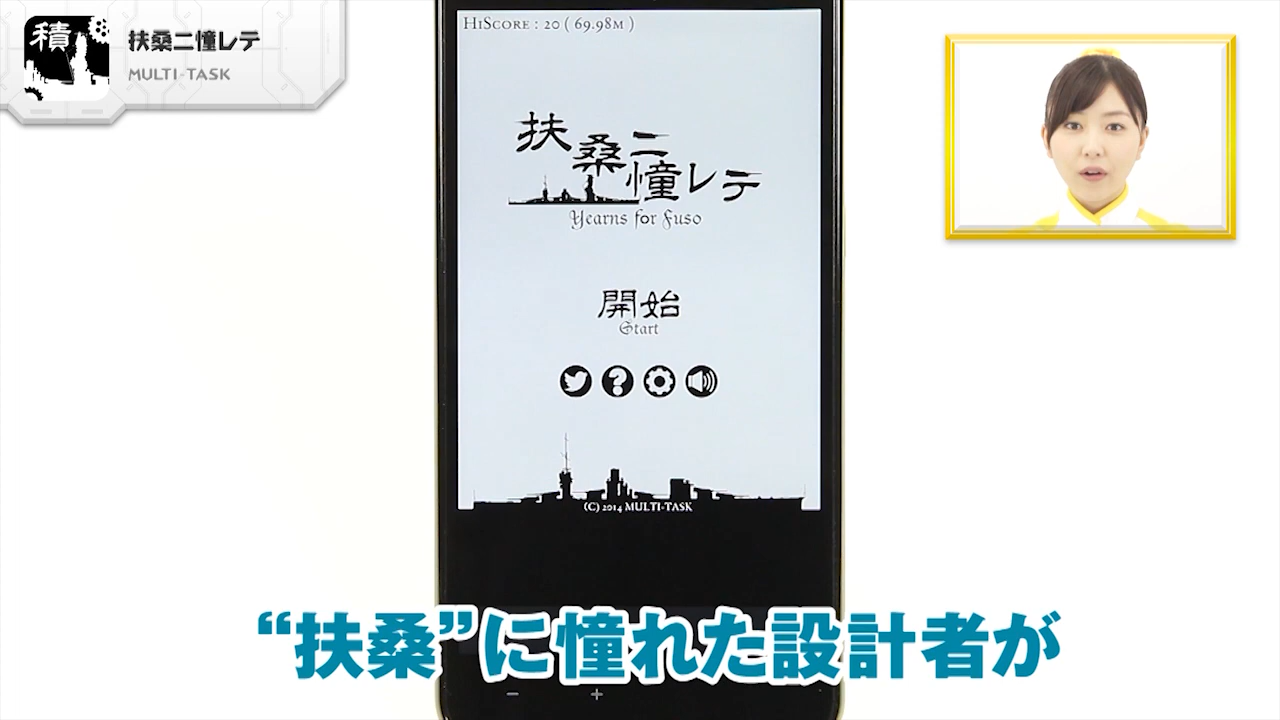 積
扶桑二憧レテ
MULTI-TASK
HiScore : 20 ( 69.98m )
扶桑二憧レテ
Yearns for Fuso
開始
Start
(C) 2014 MULTI-TASK
“扶桑”に憧れた設計者が